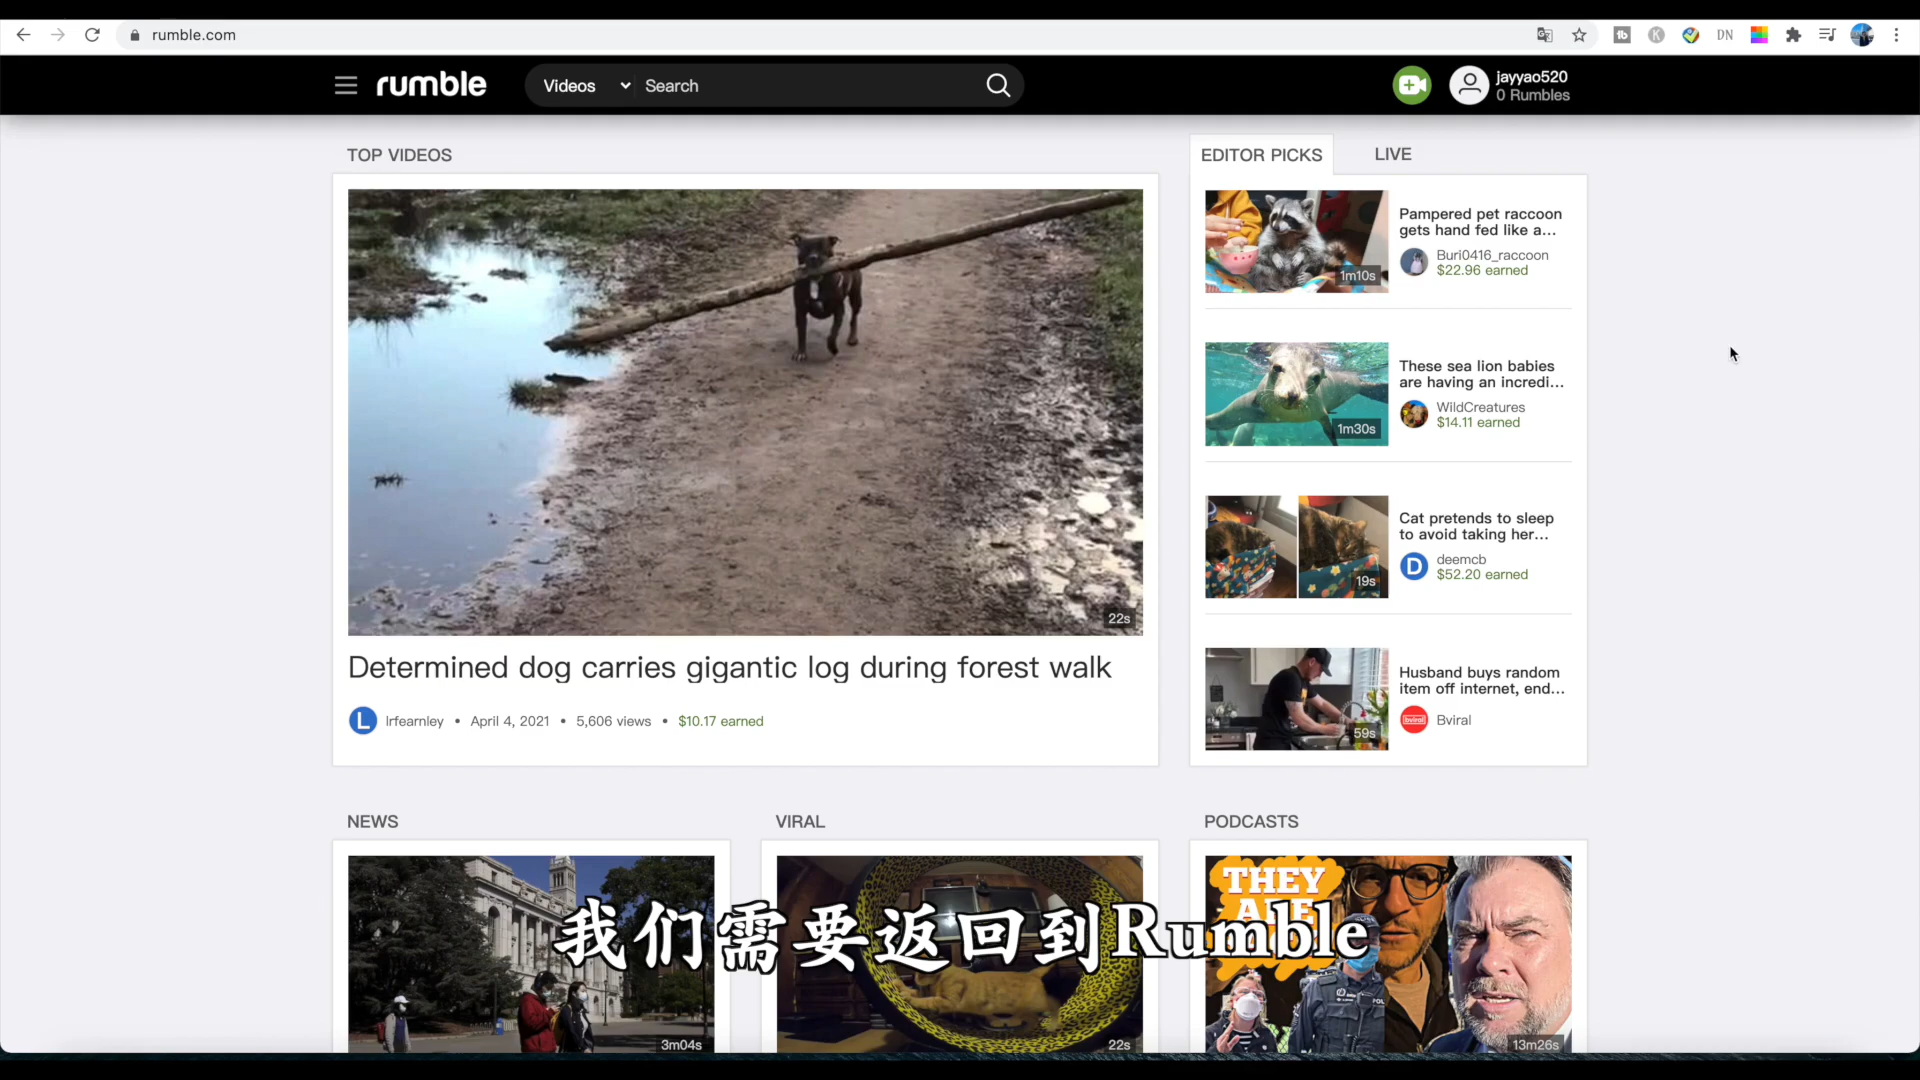 rumble.com
DN
rumble
Videos
Search
jayyao520
0 Rumbles
TOP VIDEOS
22s
Determined dog carries gigantic log during forest walk
L
lrfearnley • April 4, 2021 • 5,606 views • $10.17 earned
EDITOR PICKS
LIVE
1m10s
Pampered pet raccoon
gets hand fed like a...
Buri0416_raccoon
$22.96 earned
1m30s
These sea lion babies
are having an incredi...
WildCreatures
$14.11 earned
19s
Cat pretends to sleep
to avoid taking her...
D
deemcb
$52.20 earned
59s
Husband buys random
item off internet, end...
bviral
Bviral
NEWS
3m04s
VIRAL
22s
PODCASTS
THEY
ARE
13m26s
我们需要返回到Rumble